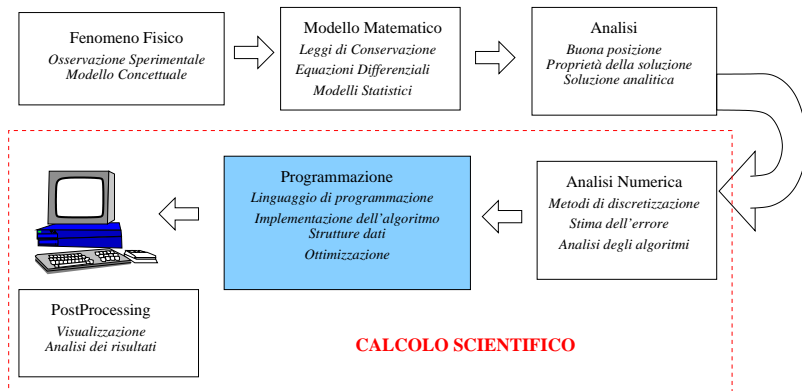 Fenomeno Fisico
Osservazione Sperimentale
Modello Concettuale
Modello Matematico
Leggi di Conservazione
Equazioni Differenziali
Modelli Statistici
Analisi
Buona posizione
Proprietà della soluzione
Soluzione analitica
Analisi Numerica
Metodi di discretizzazione
Stima dell'errore
Analisi degli algoritmi
Programmazione
Linguaggio di programmazione
Implementazione dell'algoritmo
Strutture dati
Ottimizzazione
PostProcessing
Visualizzazione
Analisi dei risultati
CALCOLO SCIENTIFICO